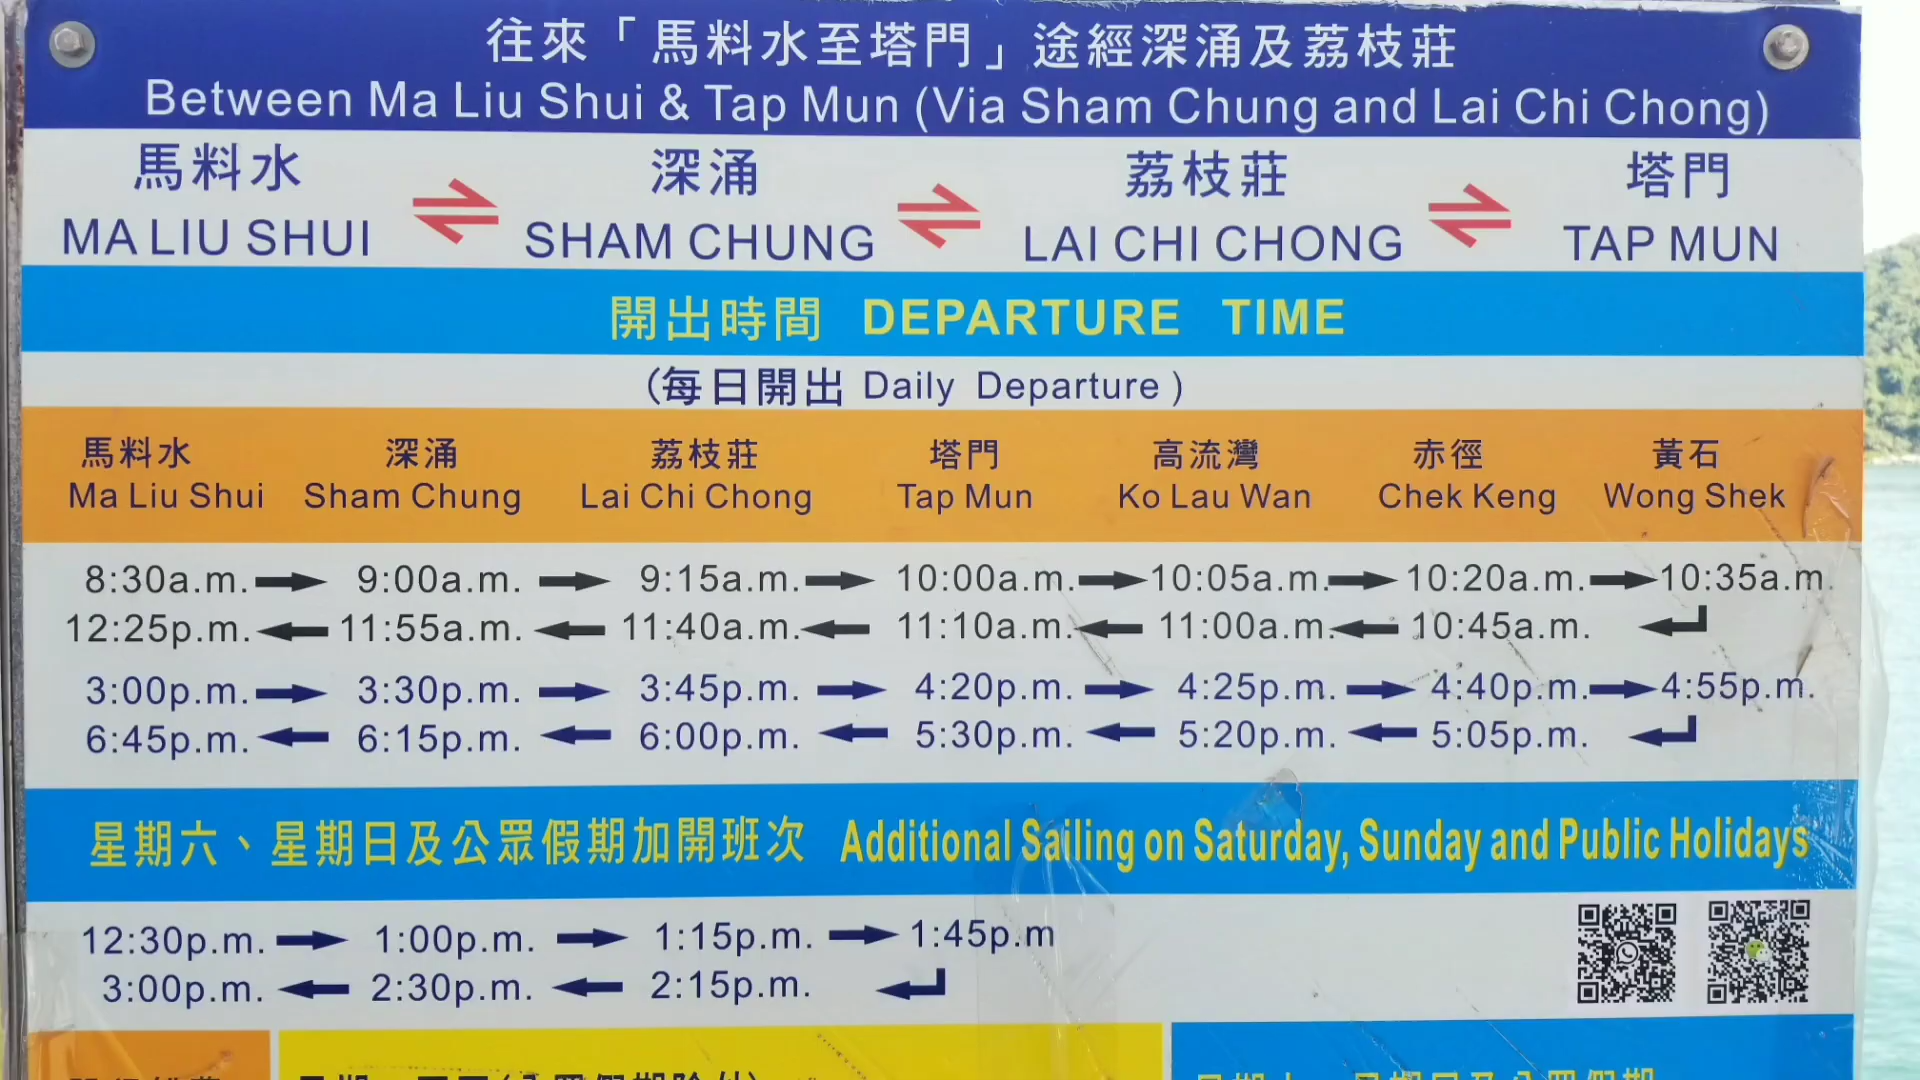 往來「馬料水至塔門」途經深涌及荔枝莊
Between Ma Liu Shui & Tap Mun (Via Sham Chung and Lai Chi Chong)
馬料水 深涌 荔枝莊 塔門
MA LIU SHUI SHAM CHUNG LAI CHI CHONG TAP MUN
開出時間 DEPARTURE TIME
(每日開出 Daily Departure)
馬料水 深涌 荔枝莊 塔門 高流灣 赤徑 黃石
Ma Liu Shui Sham Chung Lai Chi Chong Tap Mun Ko Lau Wan Chek Keng Wong Shek
8:30a.m. 9:00a.m. 9:15a.m. 10:00a.m. 10:05a.m. 10:20a.m. 10:35a.m.
12:25p.m. 11:55a.m. 11:40a.m. 11:10a.m. 11:00a.m. 10:45a.m.
3:00p.m. 3:30p.m. 3:45p.m. 4:20p.m. 4:25p.m. 4:40p.m. 4:55p.m.
6:45p.m. 6:15p.m. 6:00p.m. 5:30p.m. 5:20p.m. 5:05p.m.
星期六、星期日及公眾假期加開班次 Additional Sailing on Saturday, Sunday and Public Holidays
12:30p.m. 1:00p.m. 1:15p.m. 1:45p.m
3:00p.m. 2:30p.m. 2:15p.m.